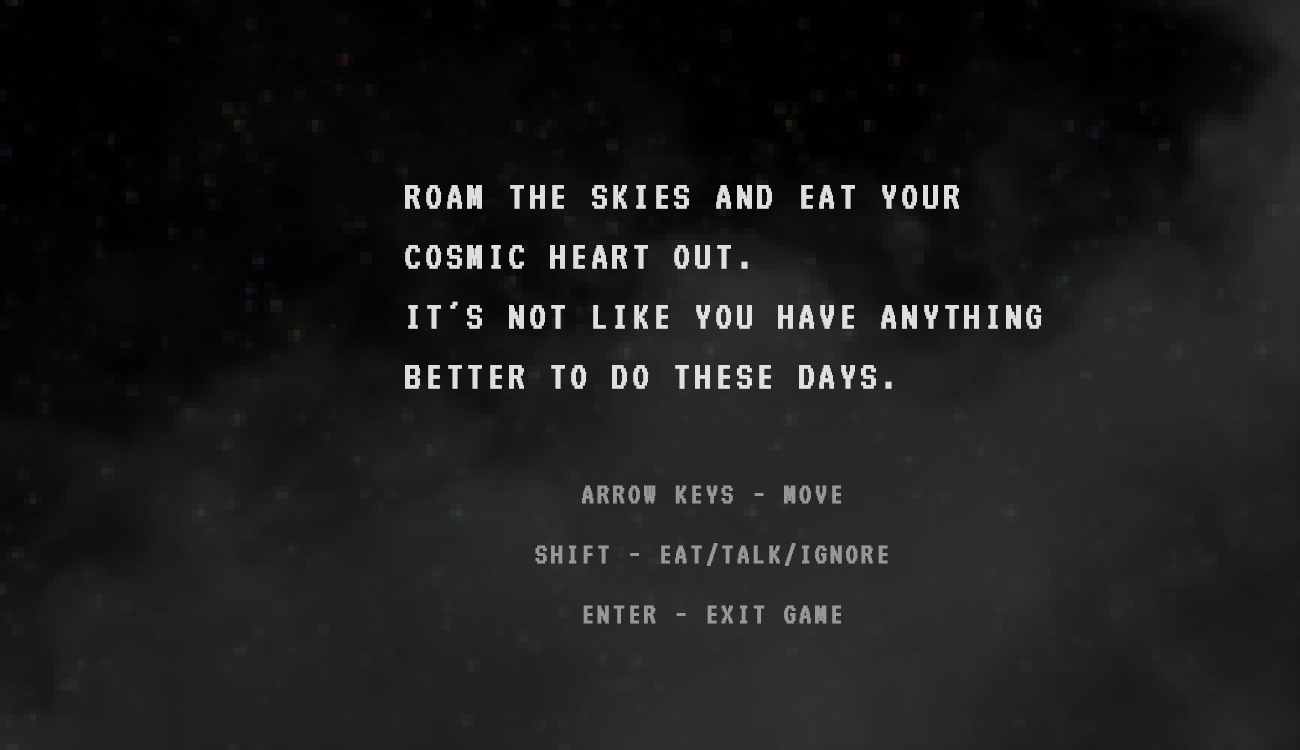 ROAM THE SKIES AND EAT YOUR
COSMIC HEART OUT.
IT´S NOT LIKE YOU HAVE ANYTHING
BETTER TO DO THESE DAYS.
ARROW KEYS - MOVE
SHIFT - EAT/TALK/IGNORE
ENTER - EXIT GAME